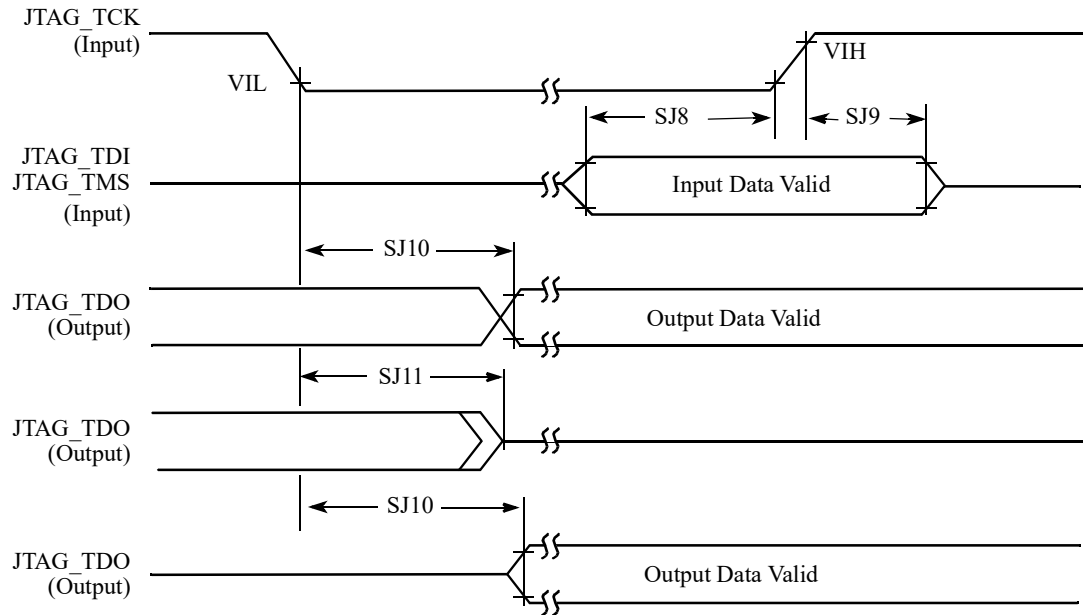 JTAG_TCK
(Input)
VIH
VIL
SJ8
SJ9
JTAG_TDI
JTAG_TMS
(Input)
Input Data Valid
SJ10
JTAG_TDO
(Output)
Output Data Valid
SJ11
JTAG_TDO
(Output)
SJ10
JTAG_TDO
(Output)
Output Data Valid